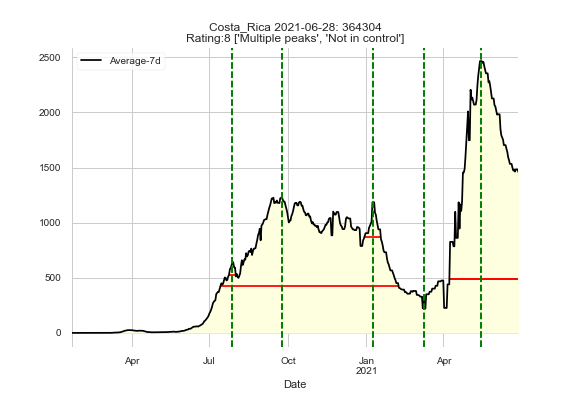 Costa_Rica 2021-06-28: 364304
Rating:8 ['Multiple peaks', 'Not in control']
Average-7d
2500
2000
1500
1000
500
0
Apr
Jul
Oct
Jan
2021
Apr
Date